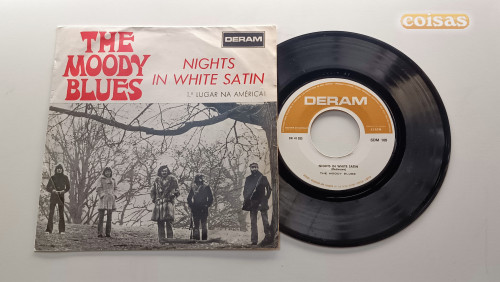 coisas
THE
MOODY
BLUES
DERAM
NIGHTS
IN WHITE SATIN
(1º LUGAR NA AMÉRICA)
DERAM
NIGHTS IN WHITE SATIN
THE MOODY BLUES